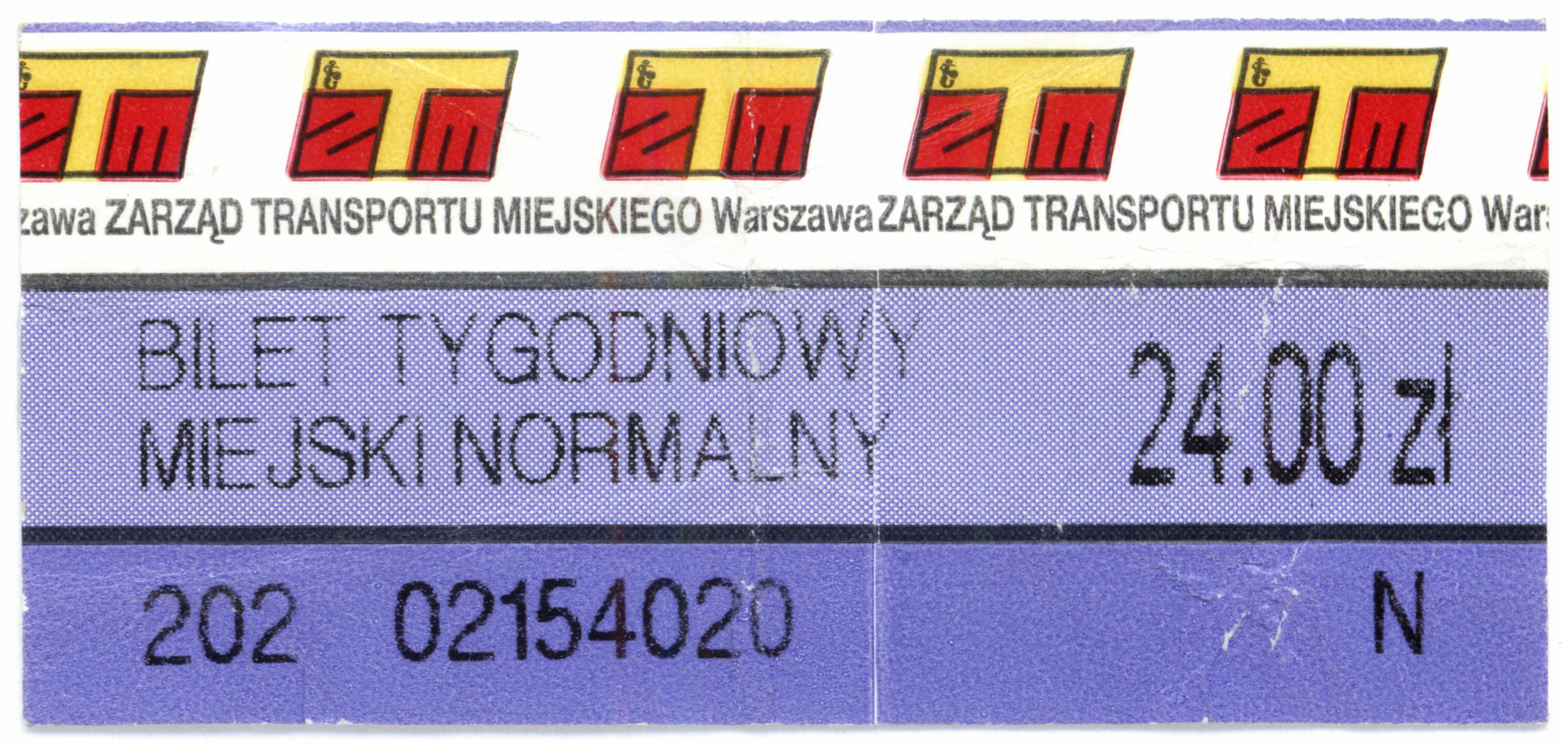 ZTM ZTM ZTM ZTM ZTM
zawa ZARZĄD TRANSPORTU MIEJSKIEGO Warszawa ZARZĄD TRANSPORTU MIEJSKIEGO Wars
BILET TYGODNIOWY
MIEJSKI NORMALNY
24.00 zł
202 02154020 N